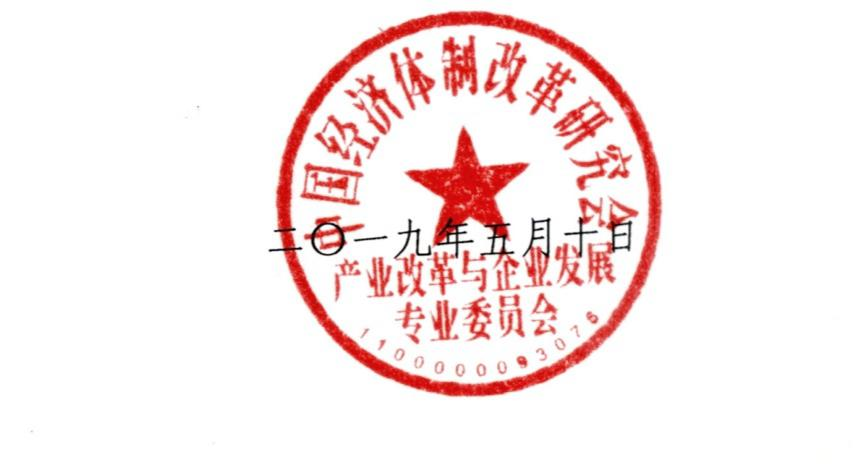 中国经济体制改革研究会
二〇一九年五月十日
产业改革与企业发展
专业委员会
1100000093076